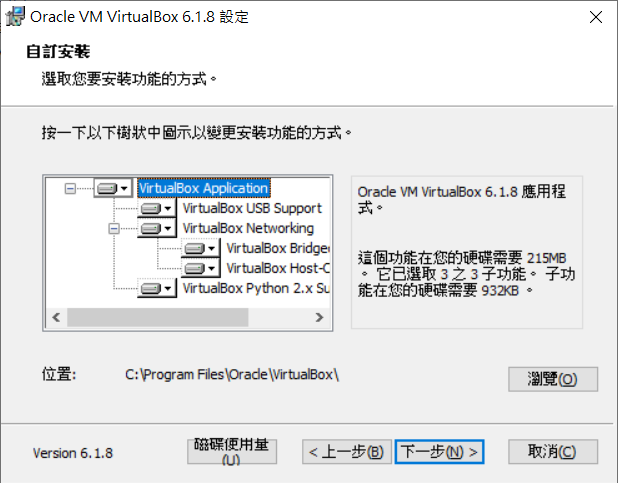 Oracle VM VirtualBox 6.1.8 設定
自訂安裝
選取您要安裝功能的方式。
按一下以下樹狀中圖示以變更安裝功能的方式。
VirtualBox Application
VirtualBox USB Support
VirtualBox Networking
VirtualBox Bridge
VirtualBox Host-C
VirtualBox Python 2.x Su
Oracle VM VirtualBox 6.1.8 應用程
式。
這個功能在您的硬碟需要 215MB
。 它已選取 3 之 3 子功能。 子功
能在您的硬碟需要 932KB 。
位置:
C:\Program Files\Oracle\VirtualBox\
瀏覽(O)
Version 6.1.8
磁碟使用量
(U)
< 上一步(B)
下一步(N) >
取消(C)